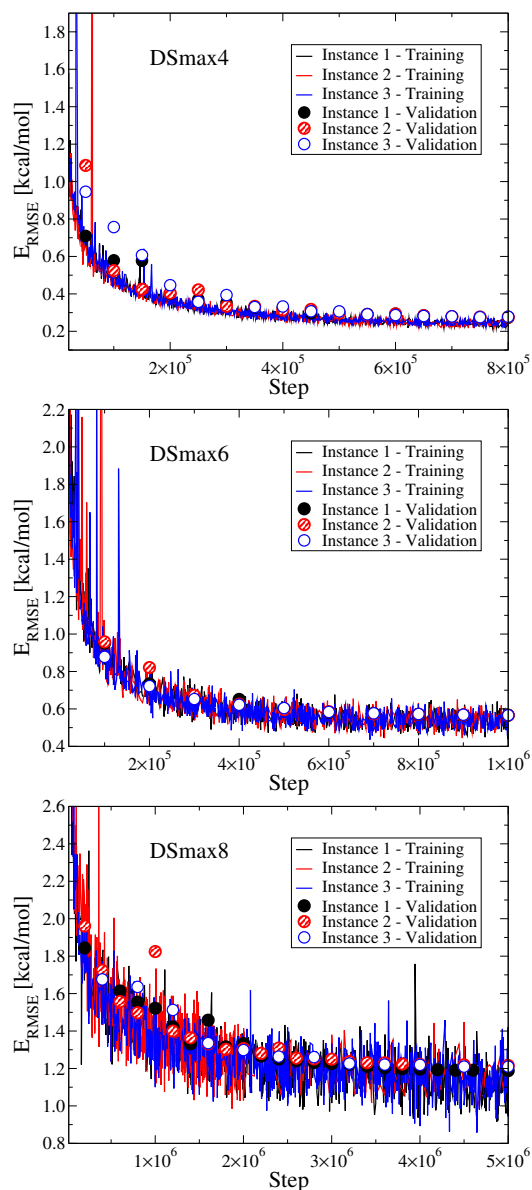 DSmax4
Instance 1 - Training
Instance 2 - Training
Instance 3 - Training
Instance 1 - Validation
Instance 2 - Validation
Instance 3 - Validation
E_RMSE [kcal/mol]
1.8
1.6
1.4
1.2
1.0
0.8
0.6
0.4
0.2
2×10⁵ 4×10⁵ 6×10⁵ 8×10⁵
Step
DSmax6
Instance 1 - Training
Instance 2 - Training
Instance 3 - Training
Instance 1 - Validation
Instance 2 - Validation
Instance 3 - Validation
E_RMSE [kcal/mol]
2.2
2.0
1.8
1.6
1.4
1.2
1.0
0.8
0.6
0.4
2×10⁵ 4×10⁵ 6×10⁵ 8×10⁵ 1×10⁶
Step
DSmax8
Instance 1 - Training
Instance 2 - Training
Instance 3 - Training
Instance 1 - Validation
Instance 2 - Validation
Instance 3 - Validation
E_RMSE [kcal/mol]
2.6
2.4
2.2
2.0
1.8
1.6
1.4
1.2
1.0
0.8
1×10⁶ 2×10⁶ 3×10⁶ 4×10⁶ 5×10⁶
Step